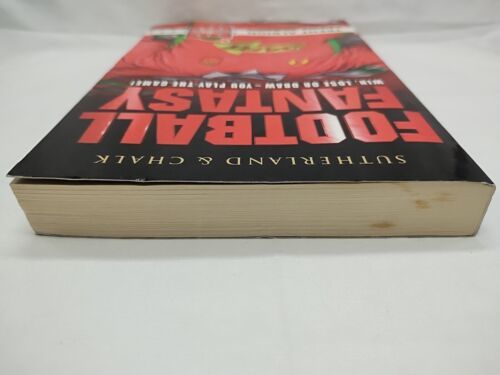 SUTHERLAND & CHALK
FOOTBALL
FANTASY
WIN, LOSE OR DRAW – YOU PLAY THE GAME!